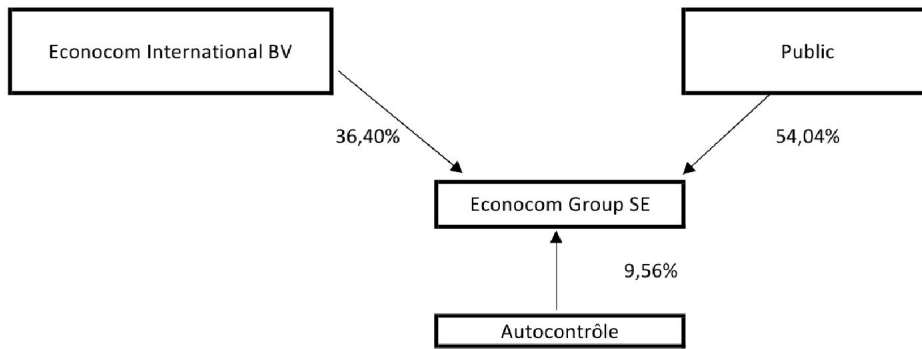 Econocom International BV
Public
36,40%
54,04%
Econocom Group SE
9,56%
Autocontrôle